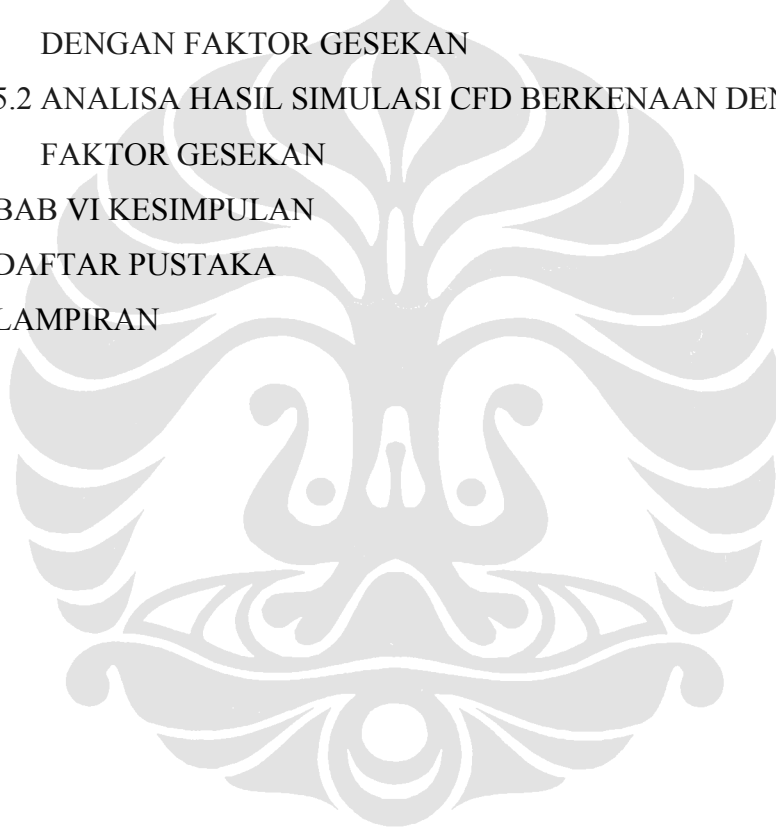 DENGAN FAKTOR GESEKAN
5.2 ANALISA HASIL SIMULASI CFD BERKENAAN DEN
FAKTOR GESEKAN
BAB VI KESIMPULAN
DAFTAR PUSTAKA
LAMPIRAN